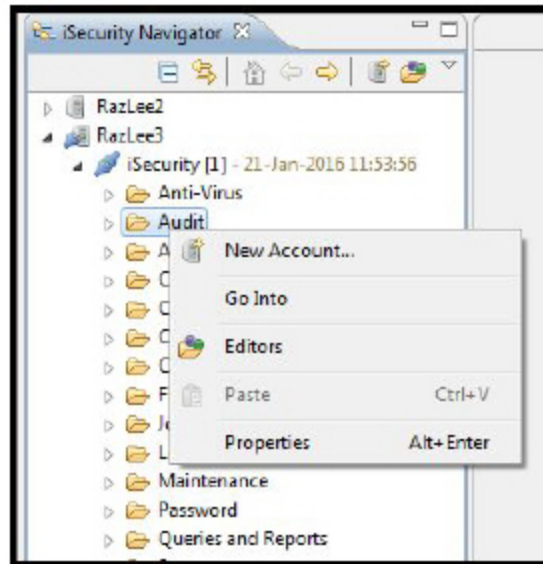 iSecurity Navigator
RazLee2
RazLee3
iSecurity [1] - 21-Jan-2016 11:53:56
Anti-Virus
Audit
A
New Account...
C
Go Into
C
C
Editors
C
F
Paste Ctrl+V
Jo
L
Properties Alt+Enter
Maintenance
Password
Queries and Reports